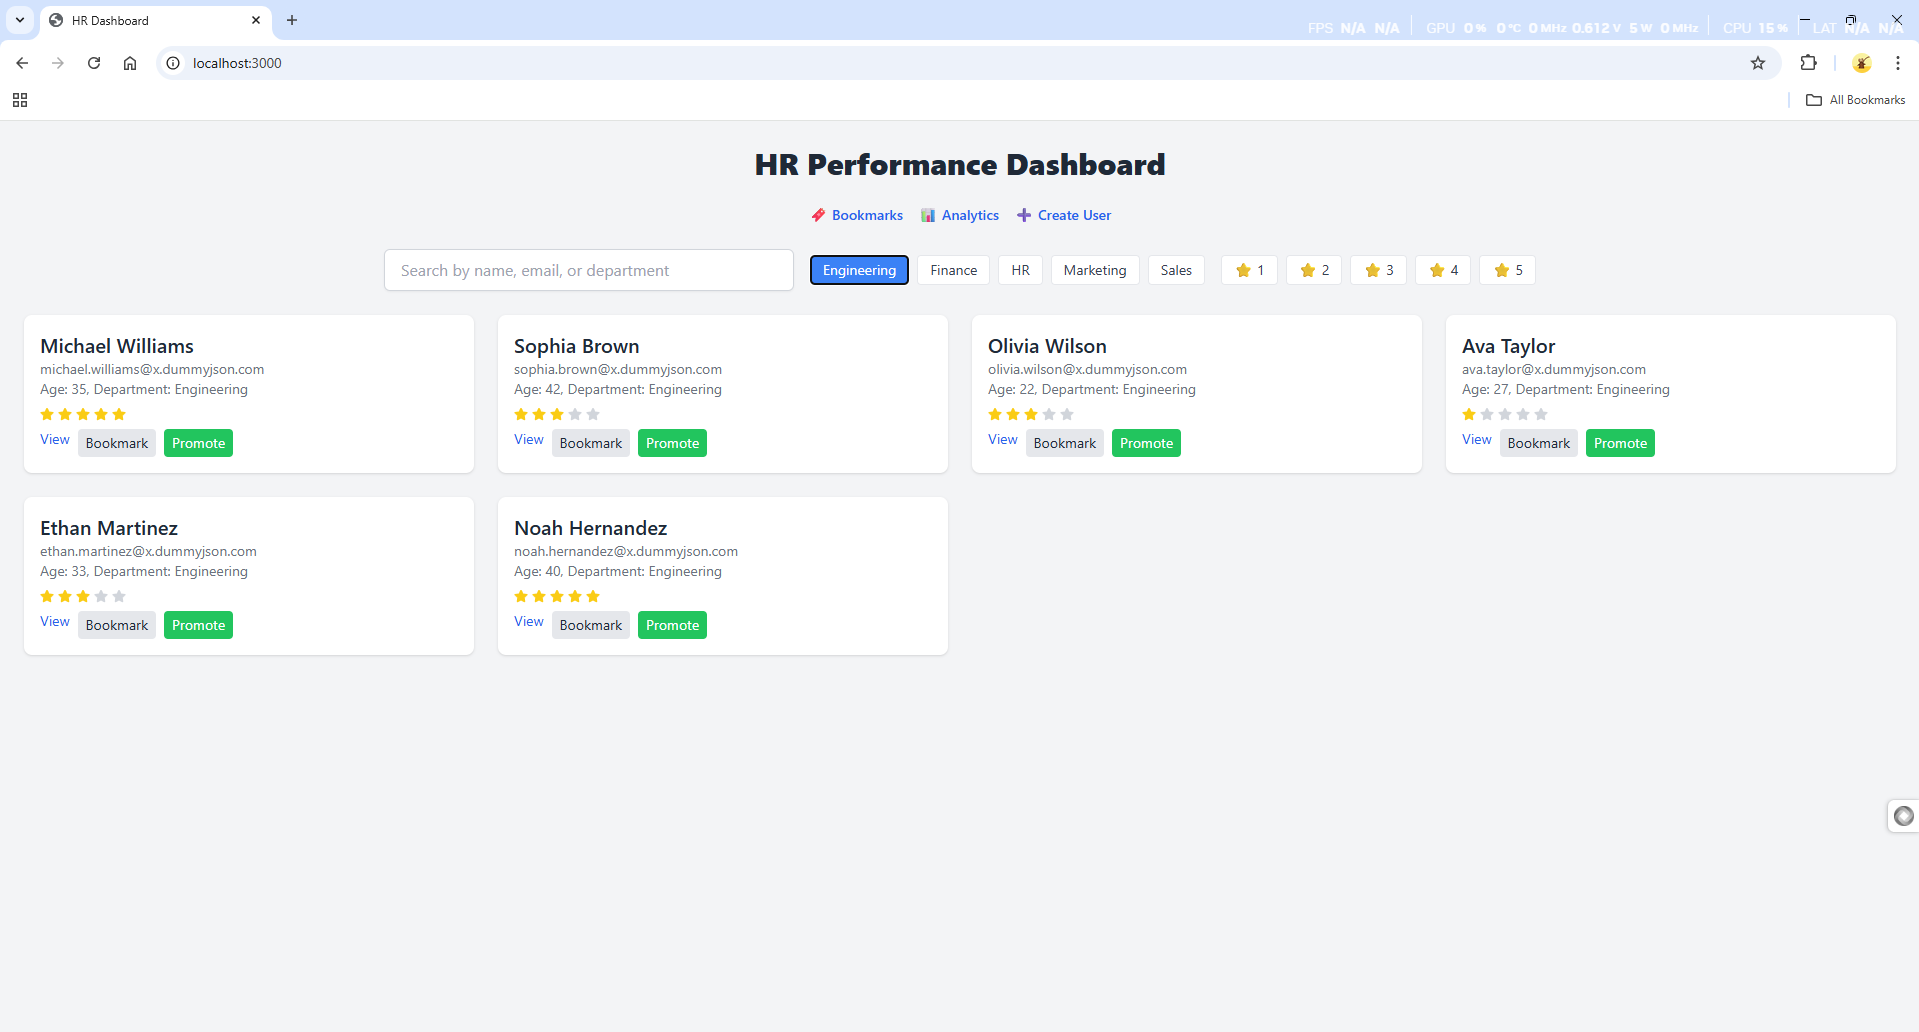 HR Dashboard
FPS N/A N/A GPU 0 % 0 °C 0 MHz 0.612 V 5 W 0 MHz CPU 15 % LAT N/A N/A
localhost:3000
All Bookmarks
HR Performance Dashboard
Bookmarks Analytics Create User
Search by name, email, or department Engineering Finance HR Marketing Sales 1 2 3 4 5
Michael Williams
michael.williams@x.dummyjson.com
Age: 35, Department: Engineering
View Bookmark Promote
Sophia Brown
sophia.brown@x.dummyjson.com
Age: 42, Department: Engineering
View Bookmark Promote
Olivia Wilson
olivia.wilson@x.dummyjson.com
Age: 22, Department: Engineering
View Bookmark Promote
Ava Taylor
ava.taylor@x.dummyjson.com
Age: 27, Department: Engineering
View Bookmark Promote
Ethan Martinez
ethan.martinez@x.dummyjson.com
Age: 33, Department: Engineering
View Bookmark Promote
Noah Hernandez
noah.hernandez@x.dummyjson.com
Age: 40, Department: Engineering
View Bookmark Promote